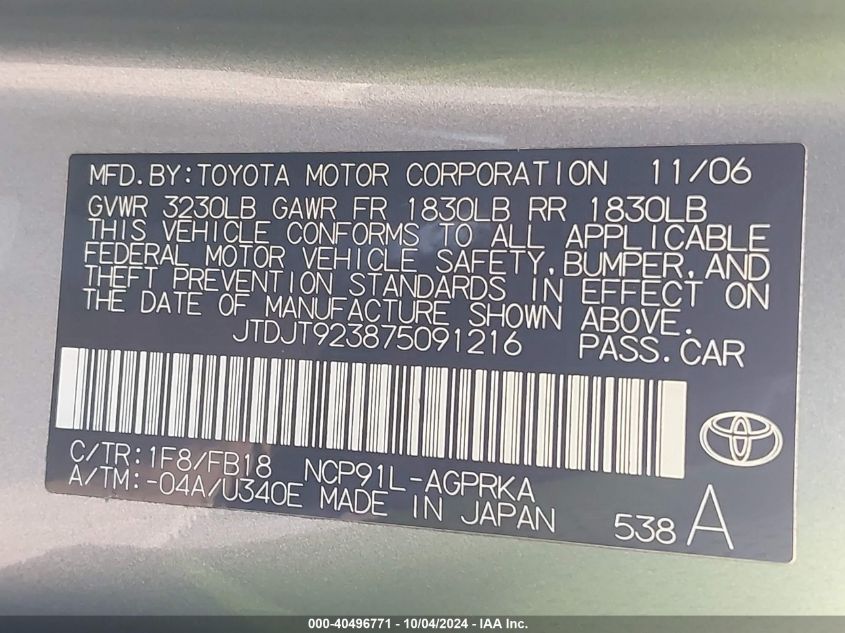 MFD.BY:TOYOTA MOTOR CORPORATION 11/06
GVWR 3230LB GAWR FR 1830LB RR 1830LB
THIS VEHICLE CONFORMS TO ALL APPLICABLE
FEDERAL MOTOR VEHICLE SAFETY,BUMPER,AND
THEFT PREVENTION STANDARDS IN EFFECT ON
THE DATE OF MANUFACTURE SHOWN ABOVE.
JTDJT923875091216 PASS.CAR
C/TR:1F8/FB18 NCP91L-AGPRKA
A/TM:-04A/U340E MADE IN JAPAN
538 A
000-40496771 - 10/04/2024 - IAA Inc.